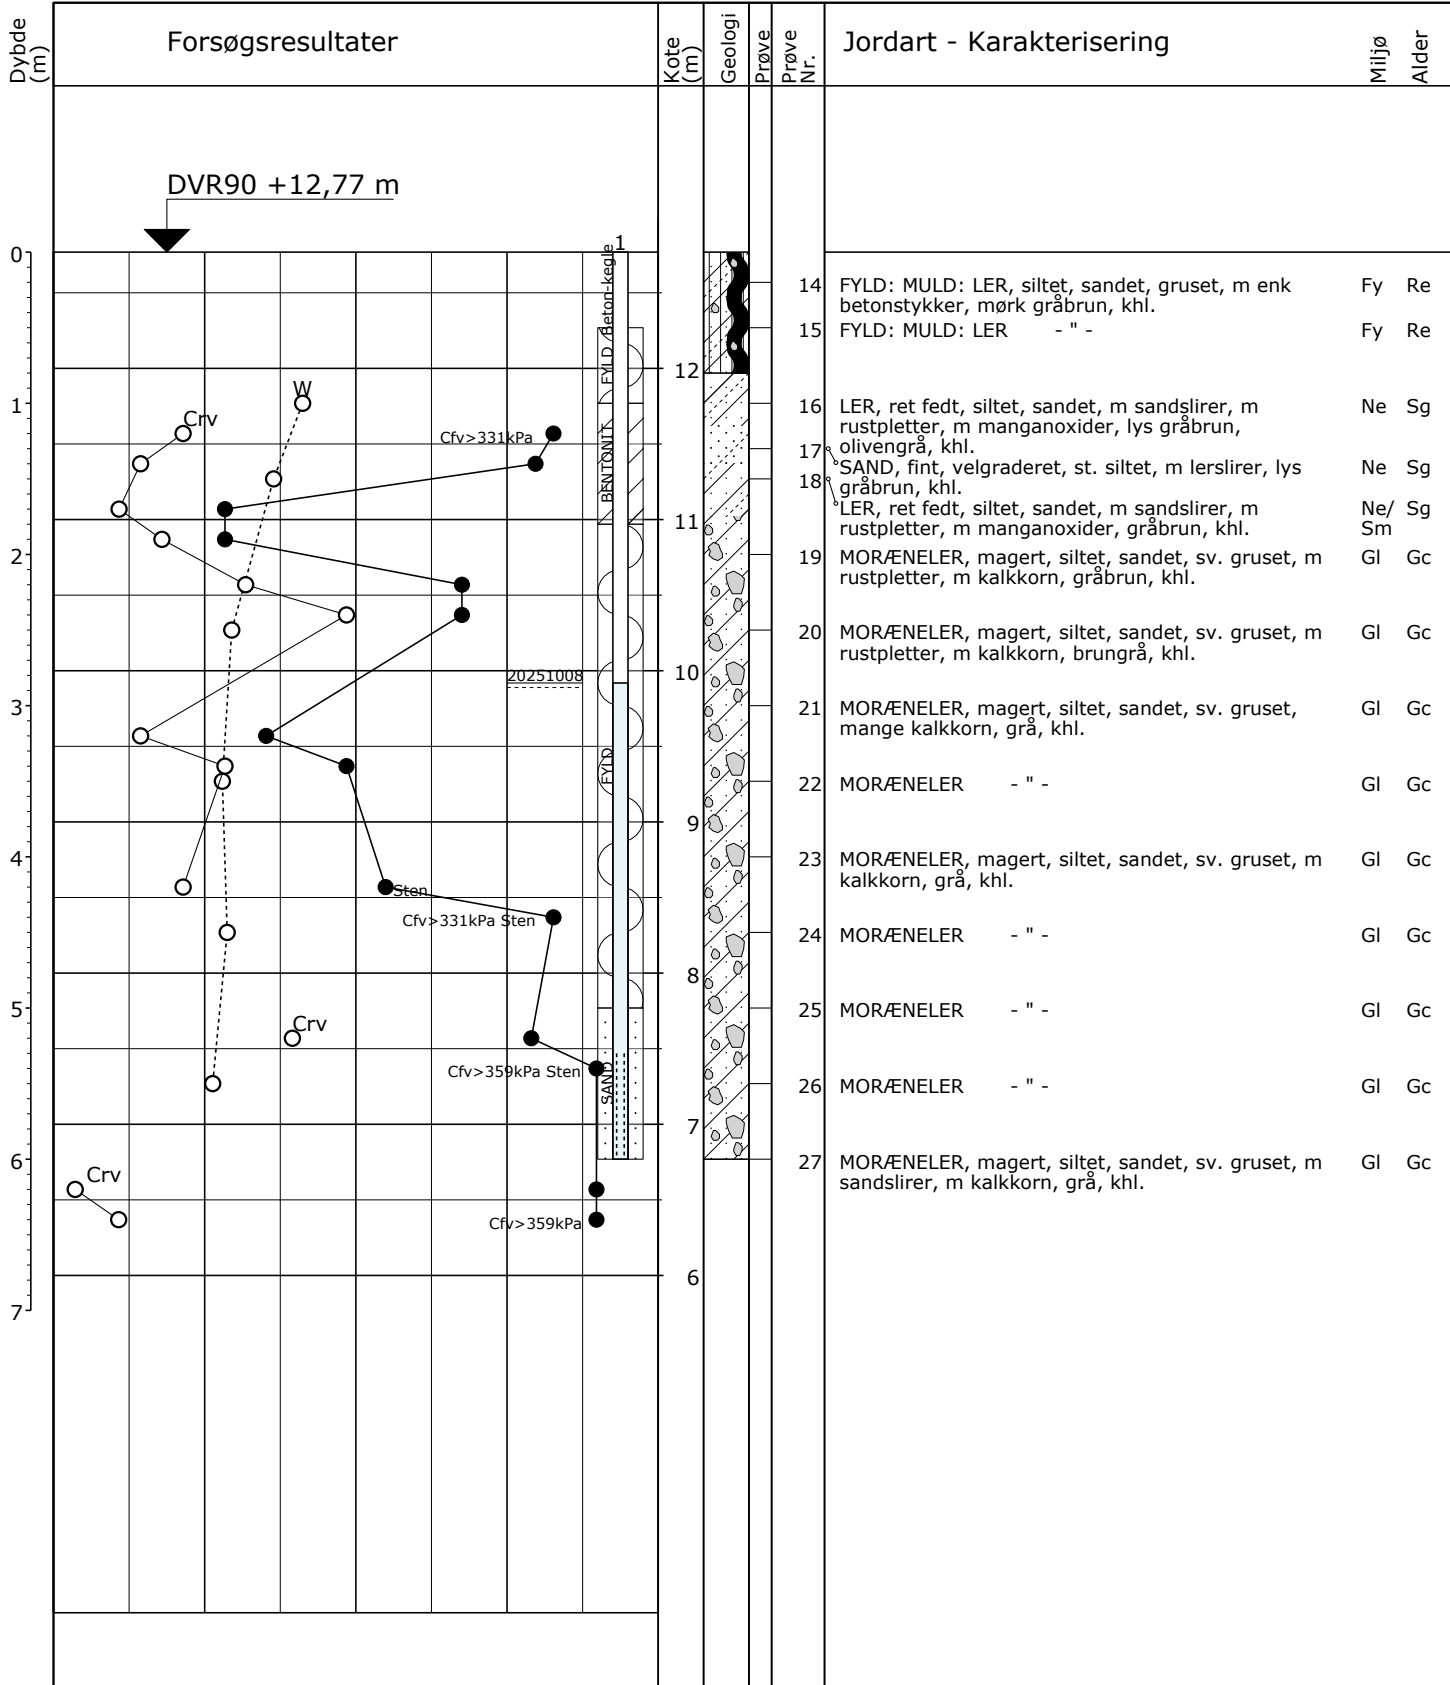 Dybde (m)
Forsøgsresultater
Kote (m)
Geologi
Prøve
Prøve Nr.
Jordart - Karakterisering
Miljø
Alder
DVR90 +12,77 m
0
1
2
3
4
5
6
7
1
12
11
10
9
8
7
6
FYLD /Beton-kegle
BENTONIT
FYLD
SAND
W
Crv
Cfv>331kPa
20251008
Sten
Cfv>331kPa Sten
Crv
Cfv>359kPa Sten
Crv
Cfv>359kPa
14 FYLD: MULD: LER, siltet, sandet, gruset, m enk Fy Re
betonstykker, mørk gråbrun, khl.
15 FYLD: MULD: LER - " - Fy Re
16 LER, ret fedt, siltet, sandet, m sandslirer, m Ne Sg
rustpletter, m manganoxider, lys gråbrun,
olivengrå, khl.
17 SAND, fint, velgraderet, st. siltet, m lerslirer, lys Ne Sg
gråbrun, khl.
18 LER, ret fedt, siltet, sandet, m sandslirer, m Ne/ Sg
rustpletter, m manganoxider, gråbrun, khl. Sm
19 MORÆNELER, magert, siltet, sandet, sv. gruset, m Gl Gc
rustpletter, m kalkkorn, gråbrun, khl.
20 MORÆNELER, magert, siltet, sandet, sv. gruset, m Gl Gc
rustpletter, m kalkkorn, brungrå, khl.
21 MORÆNELER, magert, siltet, sandet, sv. gruset, Gl Gc
mange kalkkorn, grå, khl.
22 MORÆNELER - " - Gl Gc
23 MORÆNELER, magert, siltet, sandet, sv. gruset, m Gl Gc
kalkkorn, grå, khl.
24 MORÆNELER - " - Gl Gc
25 MORÆNELER - " - Gl Gc
26 MORÆNELER - " - Gl Gc
27 MORÆNELER, magert, siltet, sandet, sv. gruset, m Gl Gc
sandslirer, m kalkkorn, grå, khl.